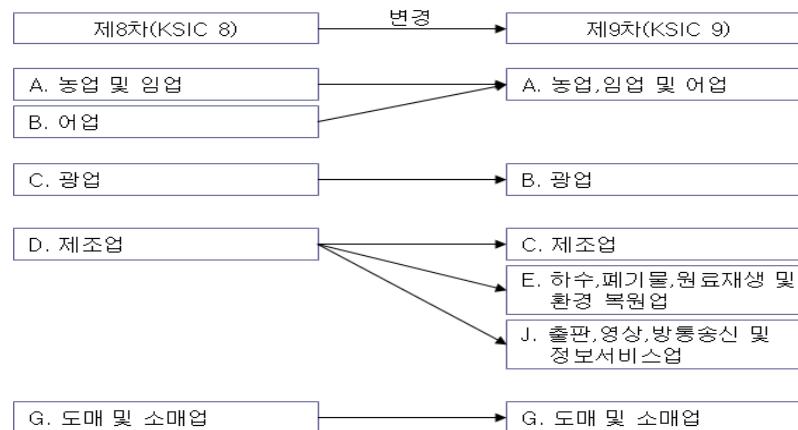 제8차(KSIC 8)
변경
제9차(KSIC 9)
A. 농업 및 임업
A. 농업,임업 및 어업
B. 어업
C. 광업
B. 광업
D. 제조업
C. 제조업
E. 하수,폐기물,원료재생 및
환경 복원업
J. 출판,영상,방통송신 및
정보서비스업
G. 도매 및 소매업
G. 도매 및 소매업